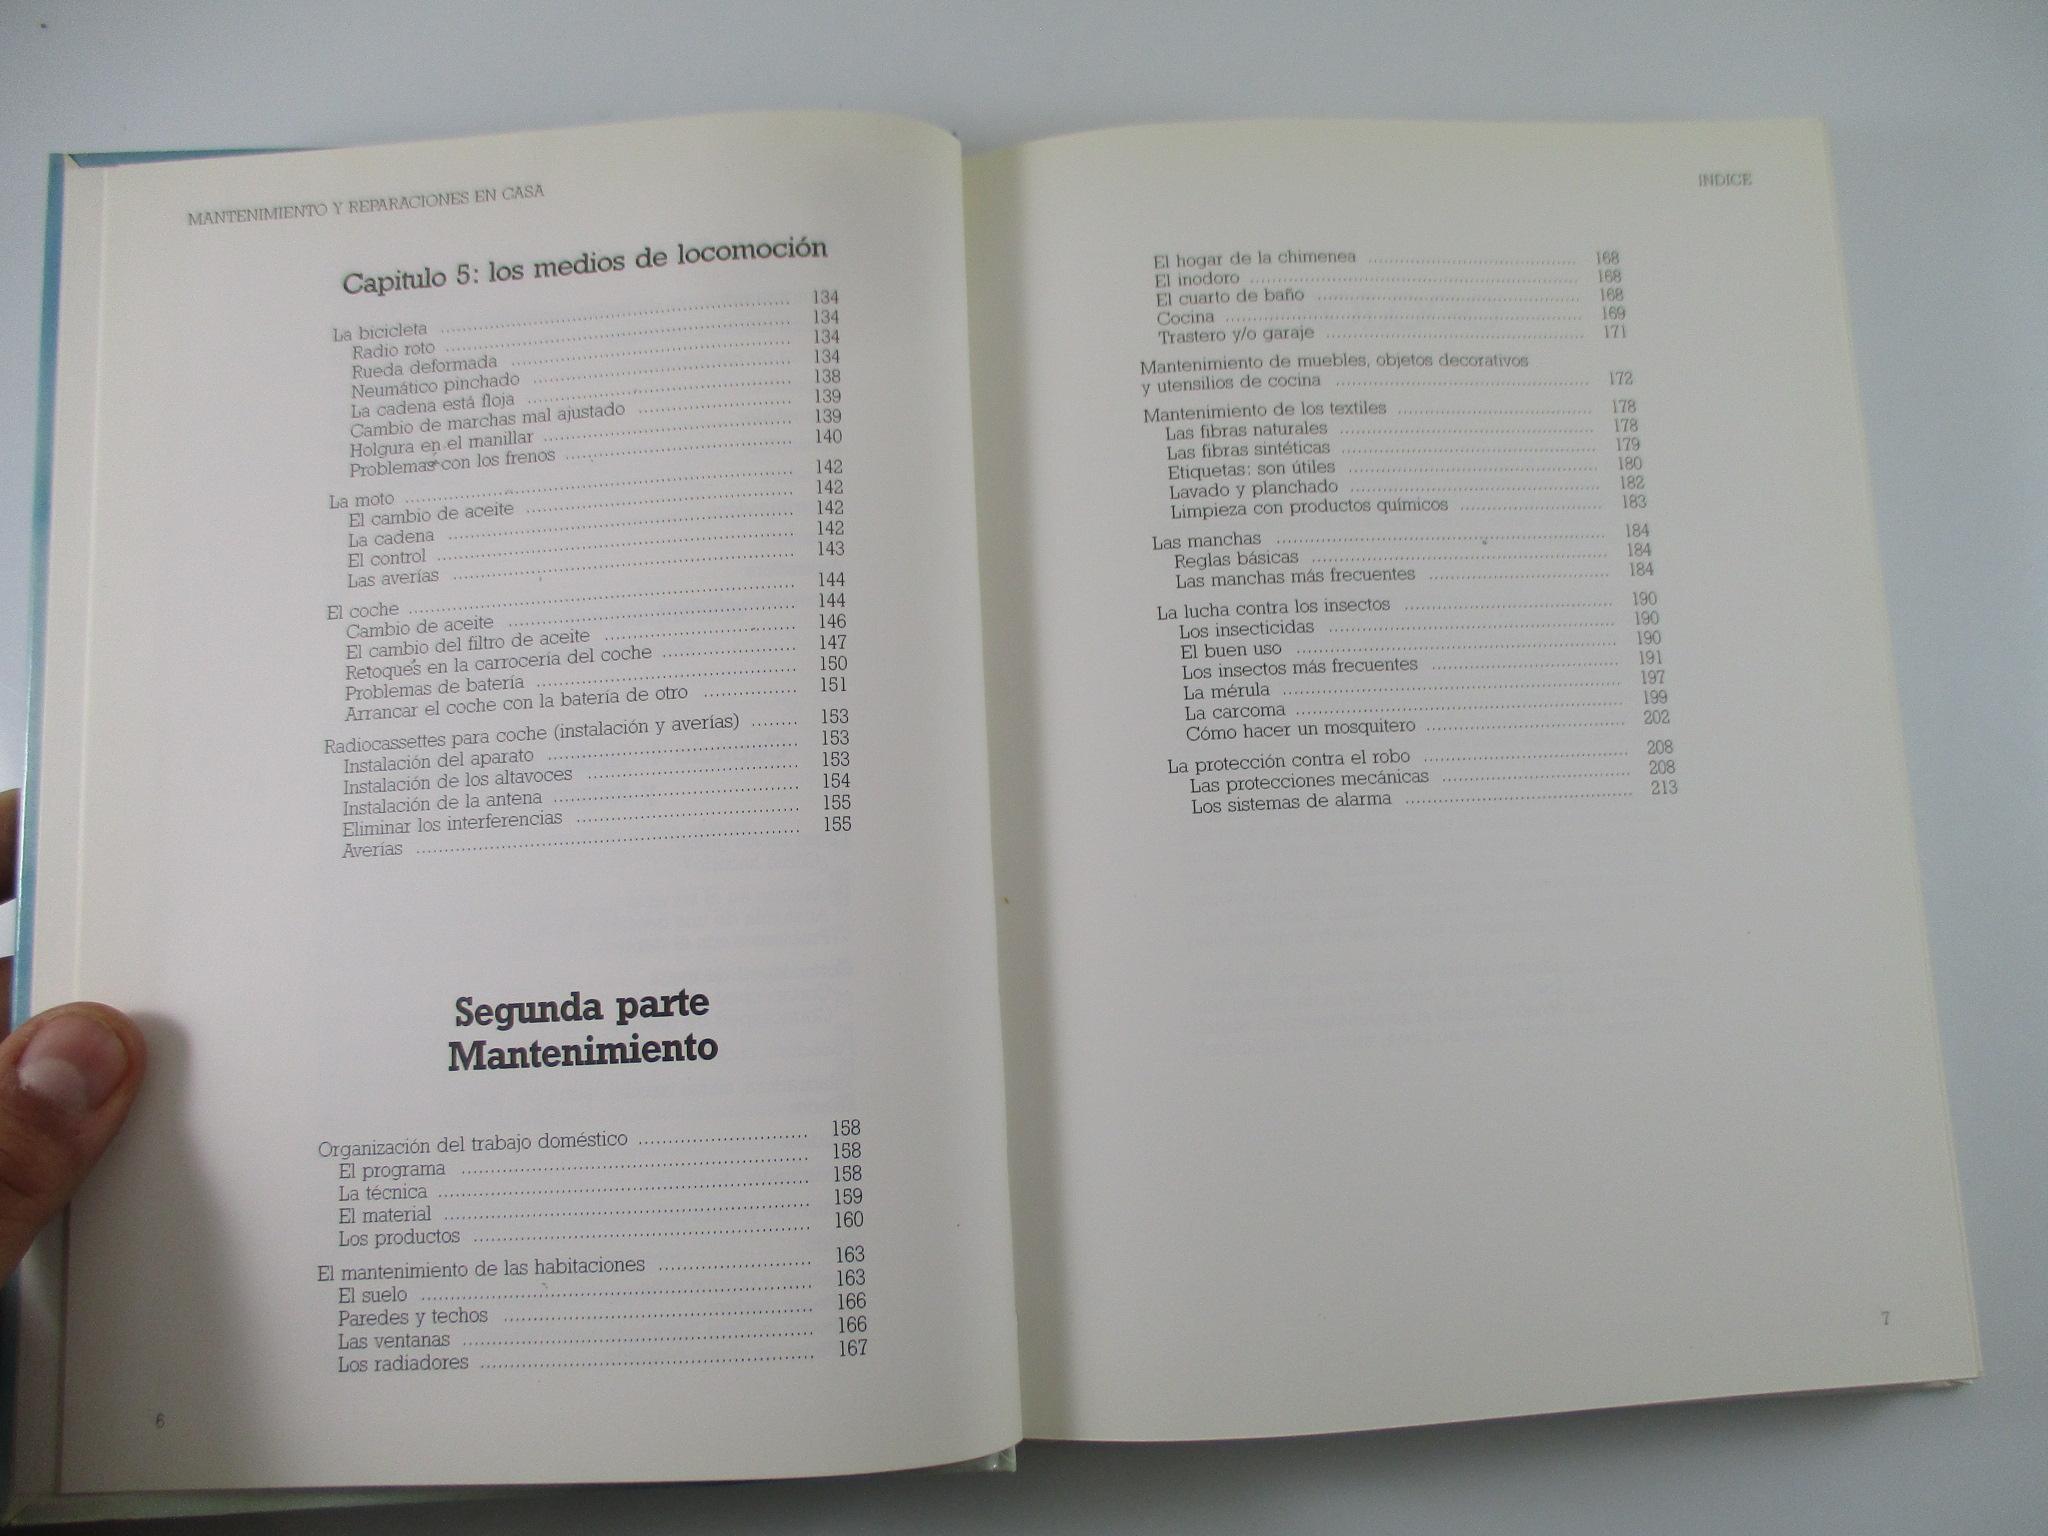 MANTENIMIENTO Y REPARACIONES EN CASA
Capitulo 5: los medios de locomoción
La bicicleta ........ 134
Radio roto ........ 134
Rueda deformada ........ 134
Neumático pinchado ........ 134
La cadena está floja ........ 138
Cambio de marchas mal ajustado ........ 139
Holgura en el manillar ........ 139
Problemas con los frenos ........ 140
La moto ........ 142
El cambio de aceite ........ 142
La cadena ........ 142
El control ........ 142
Las averías ........ 143
El coche ........ 144
Cambio de aceite ........ 144
El cambio del filtro de aceite ........ 146
Retoques en la carrocería del coche ........ 147
Problemas de batería ........ 150
Arrancar el coche con la batería de otro ........ 151
Radiocassettes para coche (instalación y averías) ........ 153
Instalación del aparato ........ 153
Instalación de los altavoces ........ 153
Instalación de la antena ........ 154
Eliminar los interferencias ........ 155
Averías ........ 155
Segunda parte
Mantenimiento
Organización del trabajo doméstico ........ 158
El programa ........ 158
La técnica ........ 158
El material ........ 159
Los productos ........ 160
El mantenimiento de las habitaciones ........ 163
El suelo ........ 163
Paredes y techos ........ 166
Las ventanas ........ 166
Los radiadores ........ 167
6
INDICE
El hogar de la chimenea ........ 168
El inodoro ........ 168
El cuarto de baño ........ 168
Cocina ........ 169
Trastero y/o garaje ........ 171
Mantenimiento de muebles, objetos decorativos
y utensilios de cocina ........ 172
Mantenimiento de los textiles ........ 178
Las fibras naturales ........ 178
Las fibras sintéticas ........ 179
Etiquetas: son útiles ........ 180
Lavado y planchado ........ 182
Limpieza con productos químicos ........ 183
Las manchas ........ 184
Reglas básicas ........ 184
Las manchas más frecuentes ........ 184
La lucha contra los insectos ........ 190
Los insecticidas ........ 190
El buen uso ........ 190
Los insectos más frecuentes ........ 191
La mérula ........ 197
La carcoma ........ 199
Cómo hacer un mosquitero ........ 202
La protección contra el robo ........ 208
Las protecciones mecánicas ........ 208
Los sistemas de alarma ........ 213
7